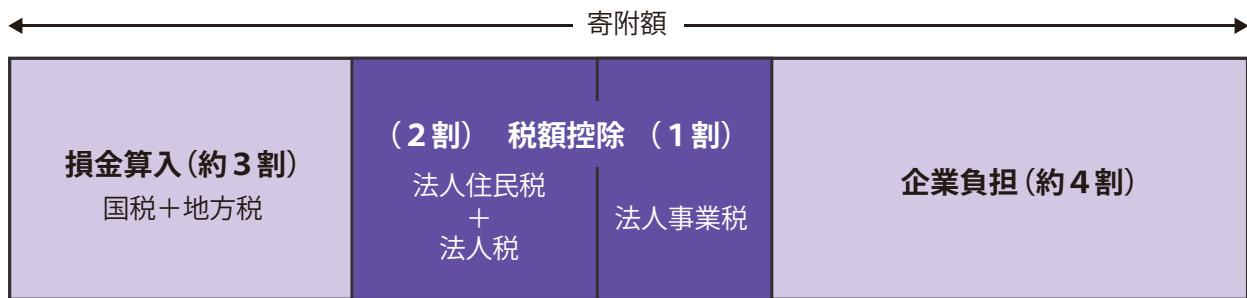 寄附額
損金算入（約３割）
国税＋地方税
（２割） 税額控除 （１割）
法人住民税
＋
法人税
法人事業税
企業負担（約４割）